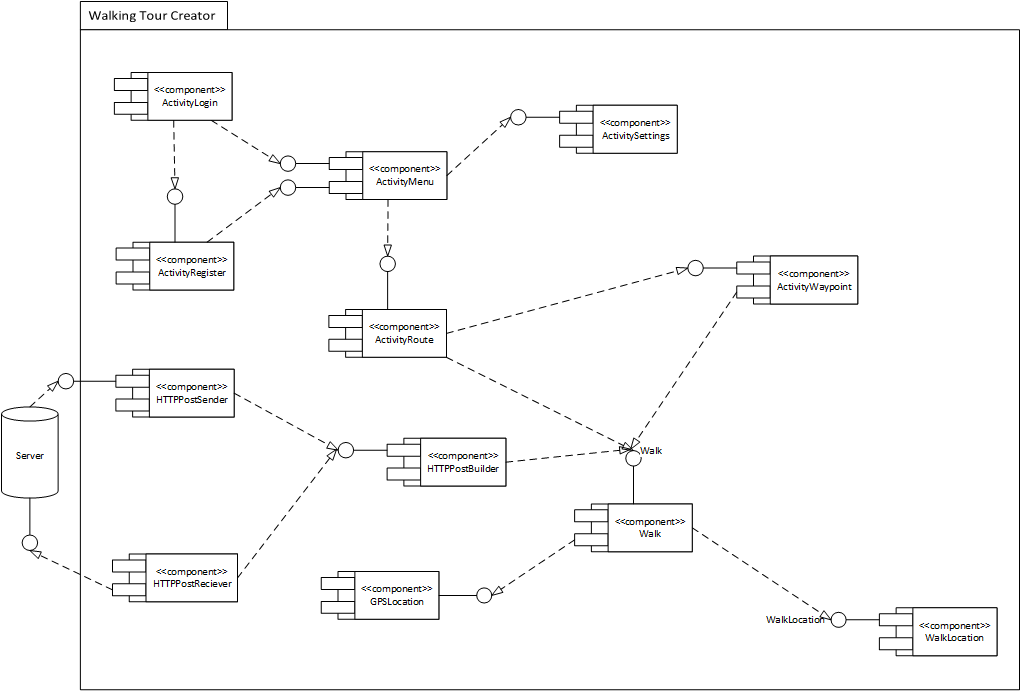 Walking Tour Creator
<<component>>
ActivityLogin
<<component>>
ActivitySettings
<<component>>
ActivityMenu
<<component>>
ActivityRegister
<<component>>
ActivityWaypoint
<<component>>
ActivityRoute
<<component>>
HTTPPostSender
Server
Walk
<<component>>
HTTPPostBuilder
<<component>>
Walk
<<component>>
HTTPPostReciever
<<component>>
GPSLocation
WalkLocation
<<component>>
WalkLocation